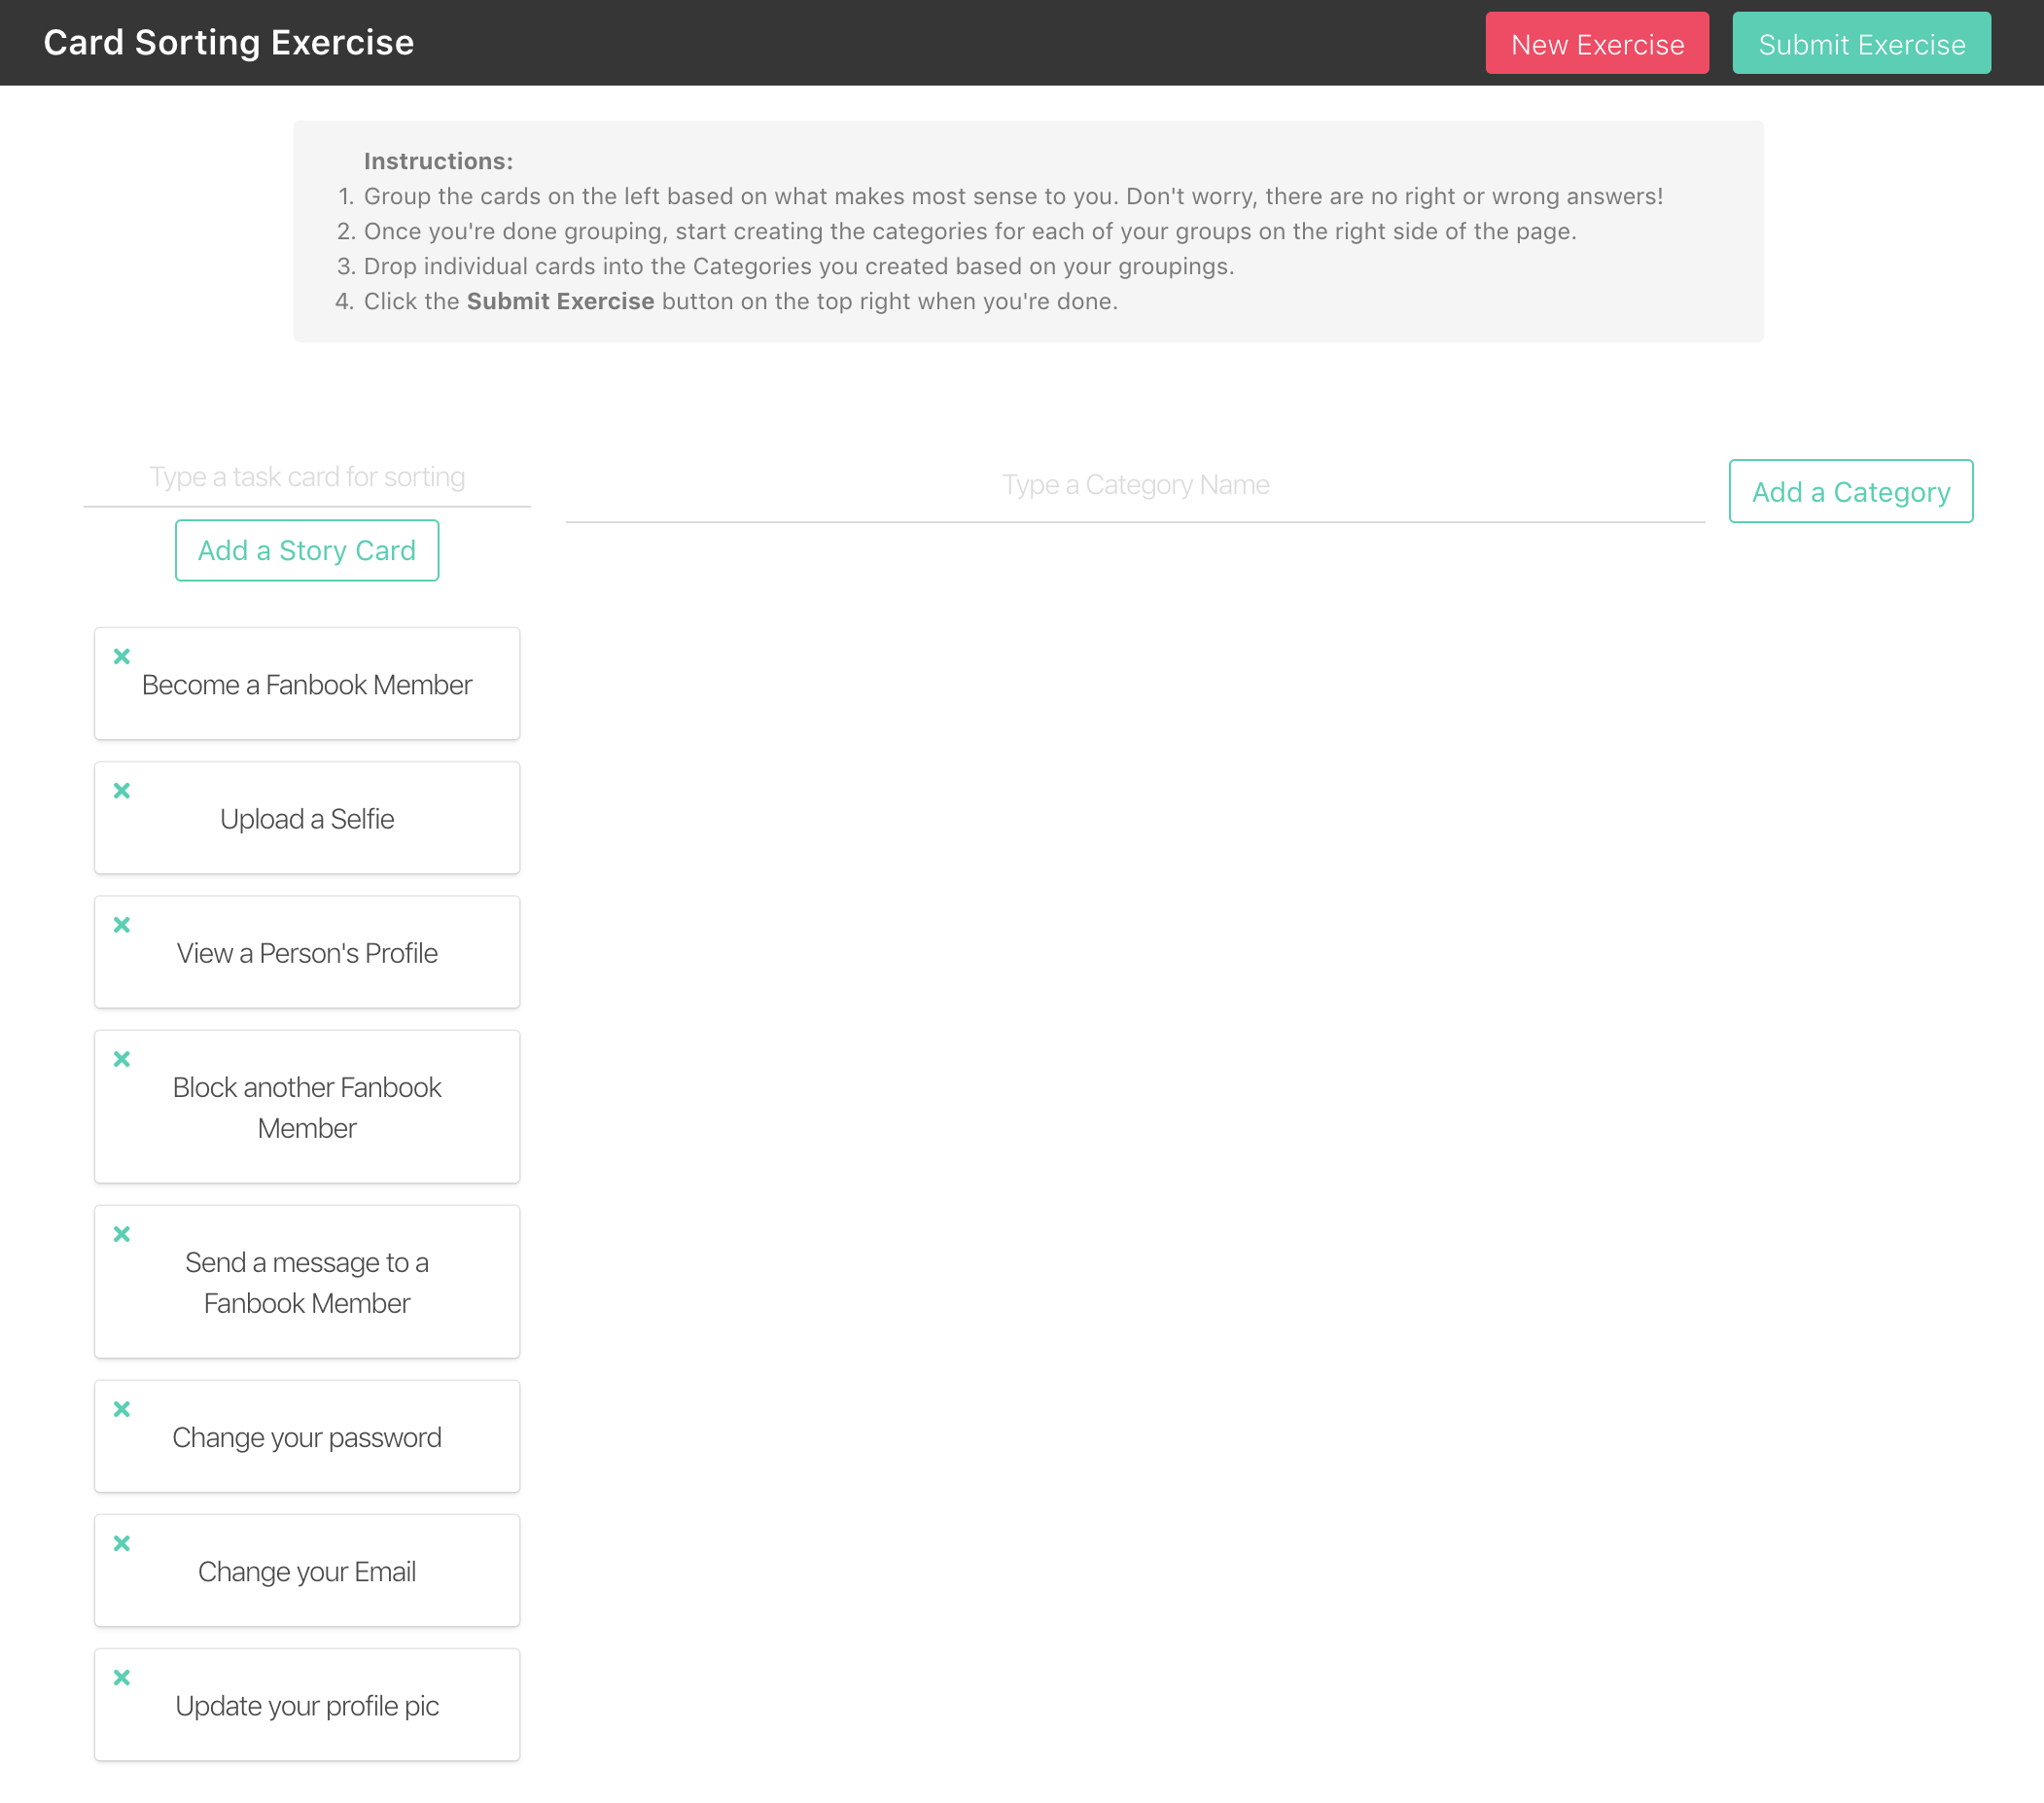 Card Sorting Exercise
New Exercise
Submit Exercise
Instructions:
1. Group the cards on the left based on what makes most sense to you. Don't worry, there are no right or wrong answers!
2. Once you're done grouping, start creating the categories for each of your groups on the right side of the page.
3. Drop individual cards into the Categories you created based on your groupings.
4. Click the Submit Exercise button on the top right when you're done.
Type a task card for sorting
Add a Story Card
Type a Category Name
Add a Category
Become a Fanbook Member
Upload a Selfie
View a Person's Profile
Block another Fanbook
Member
Send a message to a
Fanbook Member
Change your password
Change your Email
Update your profile pic